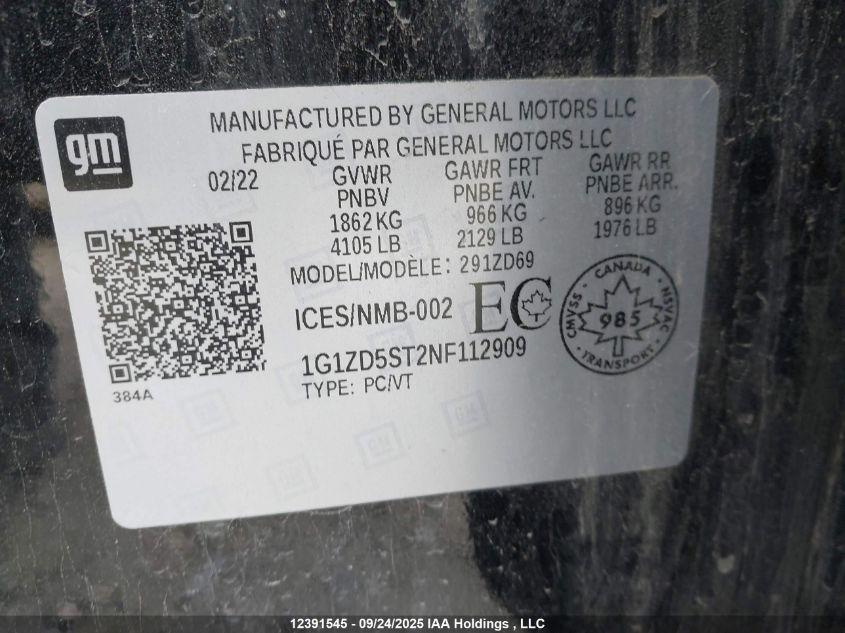 MANUFACTURED BY GENERAL MOTORS LLC
FABRIQUÉ PAR GENERAL MOTORS LLC
gm
02/22
GVWR
PNBV
1862 KG
4105 LB
GAWR FRT
PNBE AV.
966 KG
2129 LB
GAWR RR
PNBE ARR.
896 KG
1976 LB
MODEL/MODÈLE: 291ZD69
ICES/NMB-002 EC
CANADA
CMVSS 985 NSVAC
TRANSPORT
1G1ZD5ST2NF112909
TYPE: PC/VT
384A
12391545 - 09/24/2025 IAA Holdings , LLC